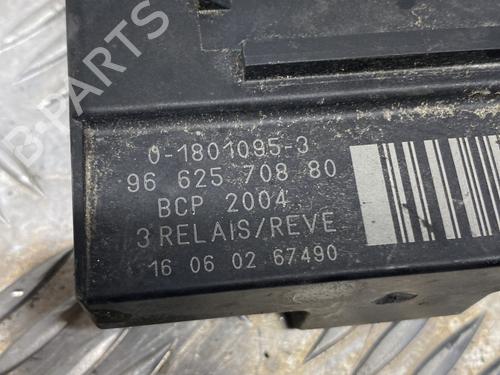 B-PARTS
0-1801095-3
96 625 708 80
BCP 2004
3 RELAIS/REVE
16 06 02 67490